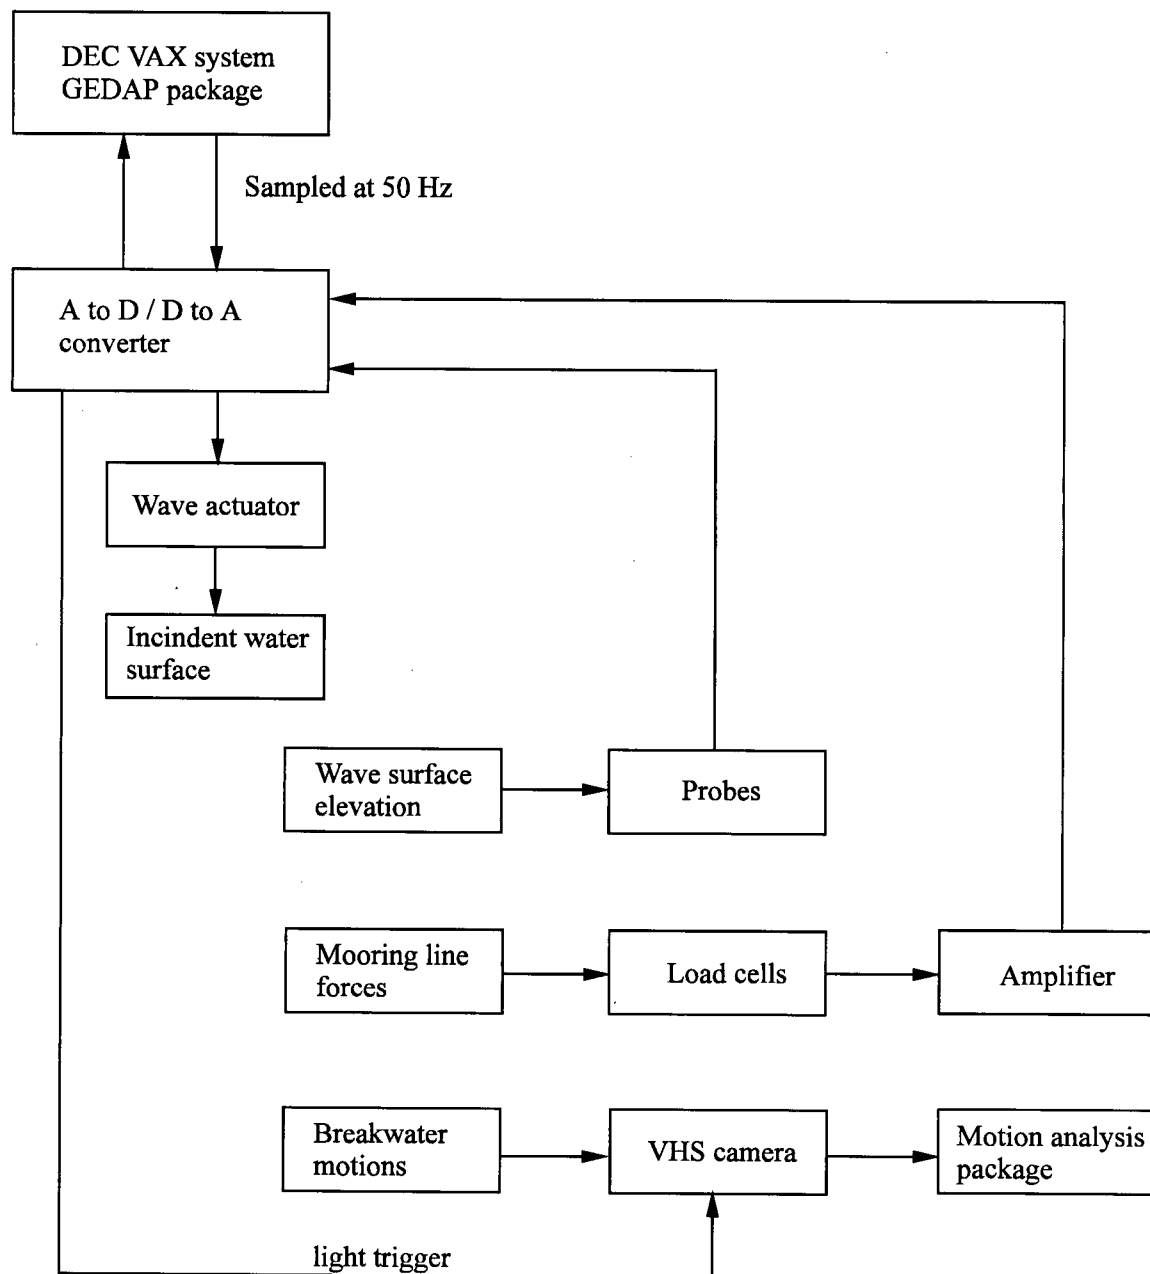 DEC VAX system
GEDAP package
Sampled at 50 Hz
A to D / D to A
converter
Wave actuator
Incindent water
surface
Wave surface
elevation
Probes
Mooring line
forces
Load cells
Amplifier
Breakwater
motions
VHS camera
Motion analysis
package
light trigger